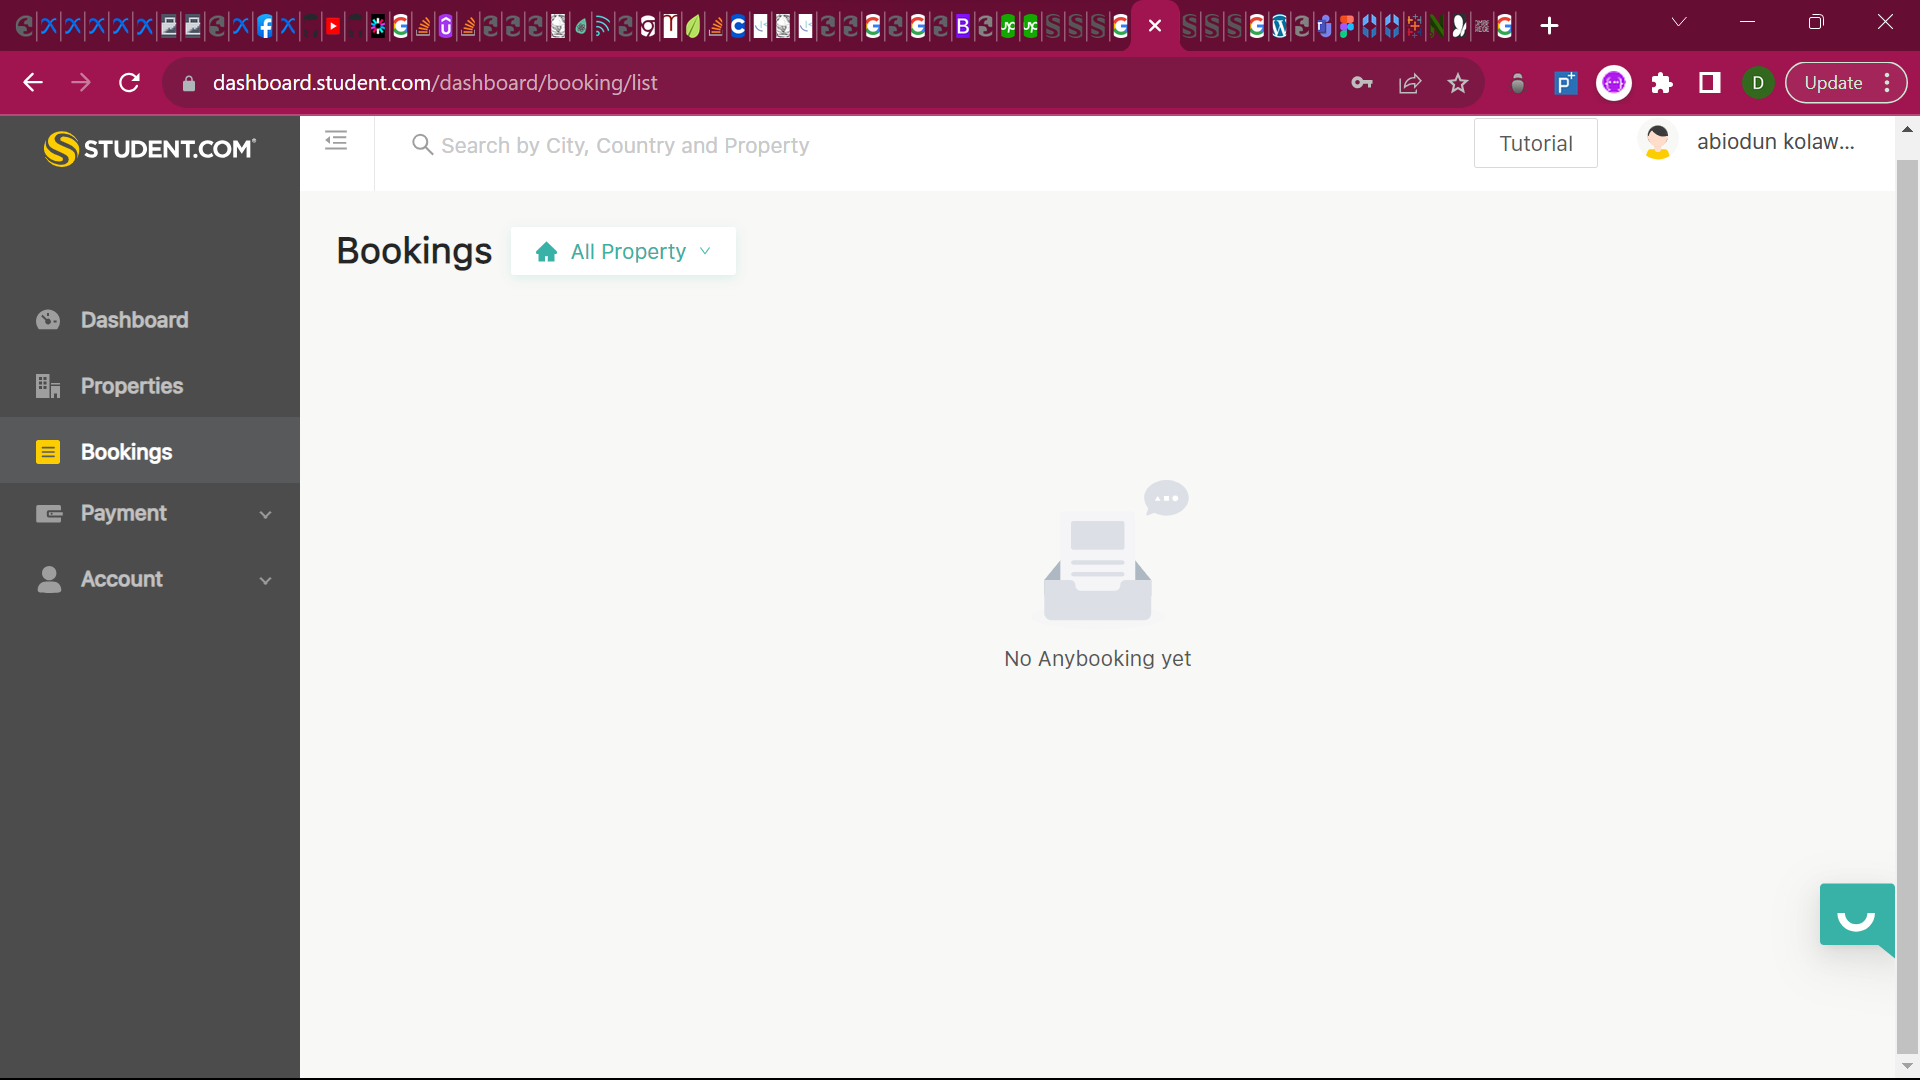 dashboard.student.com/dashboard/booking/list
D
Update
STUDENT.COM
Search by City, Country and Property
Tutorial
abiodun kolaw...
Bookings
All Property
Dashboard
Properties
Bookings
Payment
Account
No Anybooking yet